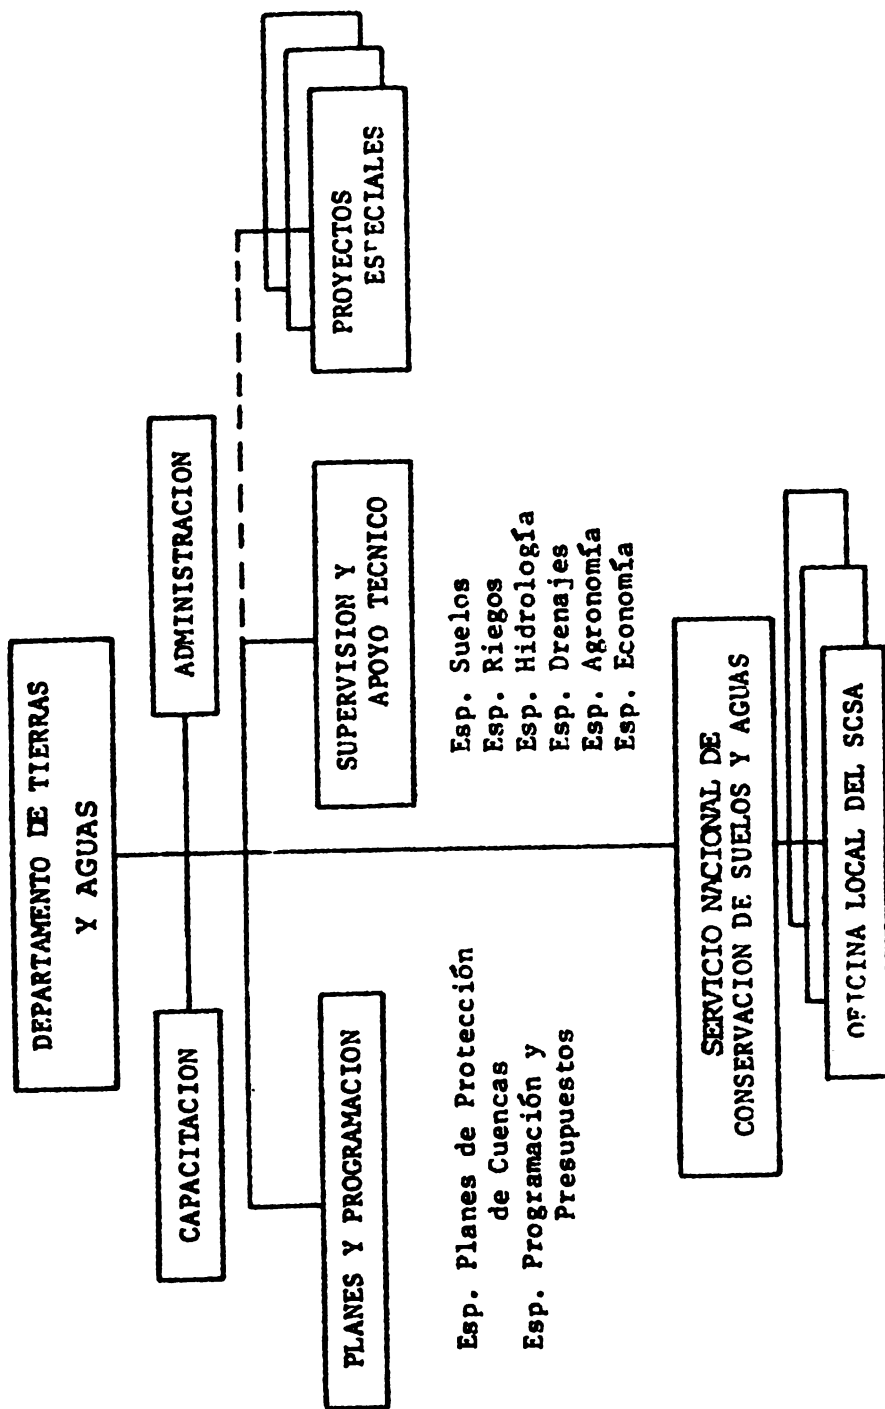 DEPARTAMENTO DE TIERRAS
Y AGUAS
CAPACITACION
ADMINISTRACION
PLANES Y PROGRAMACION
SUPERVISION Y
APOYO TECNICO
PROYECTOS
ESPECIALES
Esp. Planes de Protección
de Cuencas
Esp. Programación y
Presupuestos
Esp. Suelos
Esp. Riegos
Esp. Hidrología
Esp. Drenajes
Esp. Agronomía
Esp. Economía
SERVICIO NACIONAL DE
CONSERVACION DE SUELOS Y AGUAS
OFICINA LOCAL DEL SCSA